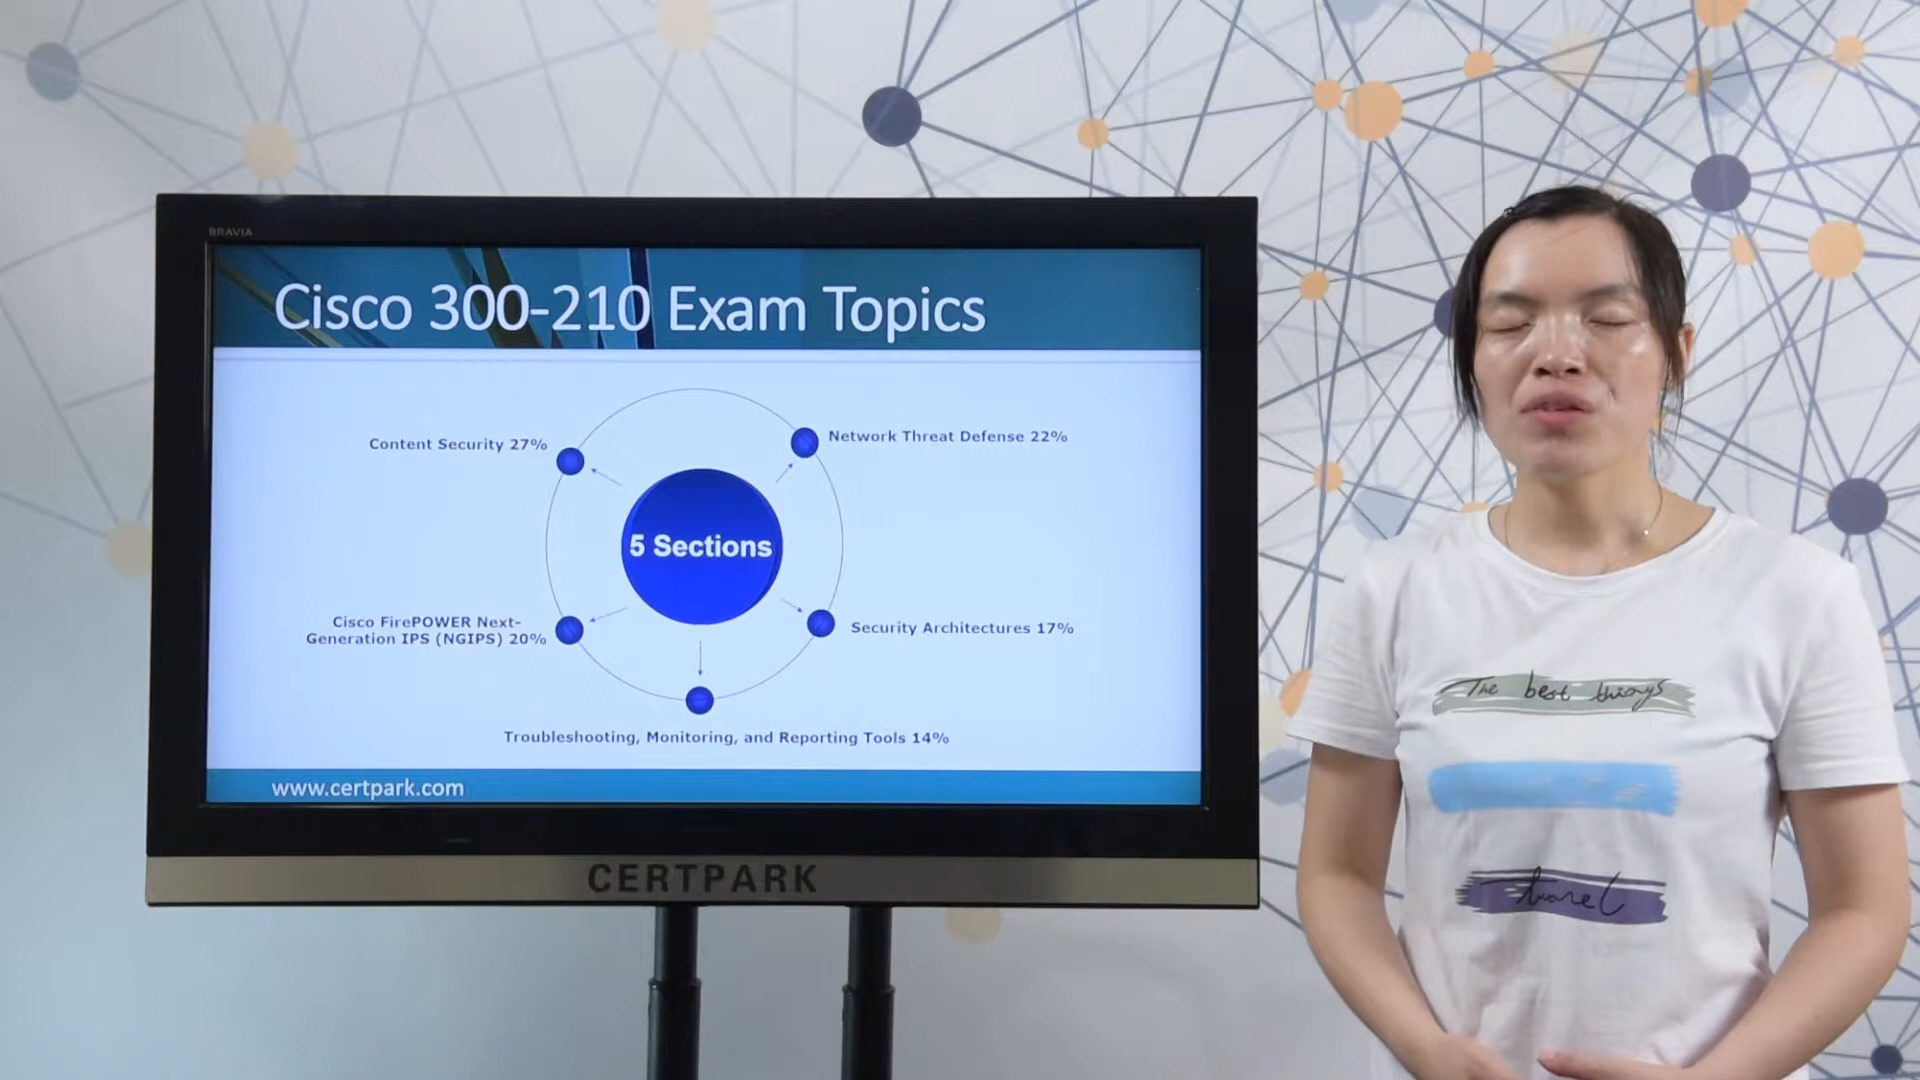 BRAVIA
Cisco 300-210 Exam Topics
Content Security 27%
Network Threat Defense 22%
5 Sections
Cisco FirePOWER Next-
Generation IPS (NGIPS) 20%
Security Architectures 17%
Troubleshooting, Monitoring, and Reporting Tools 14%
www.certpark.com
CERTPARK
The best things